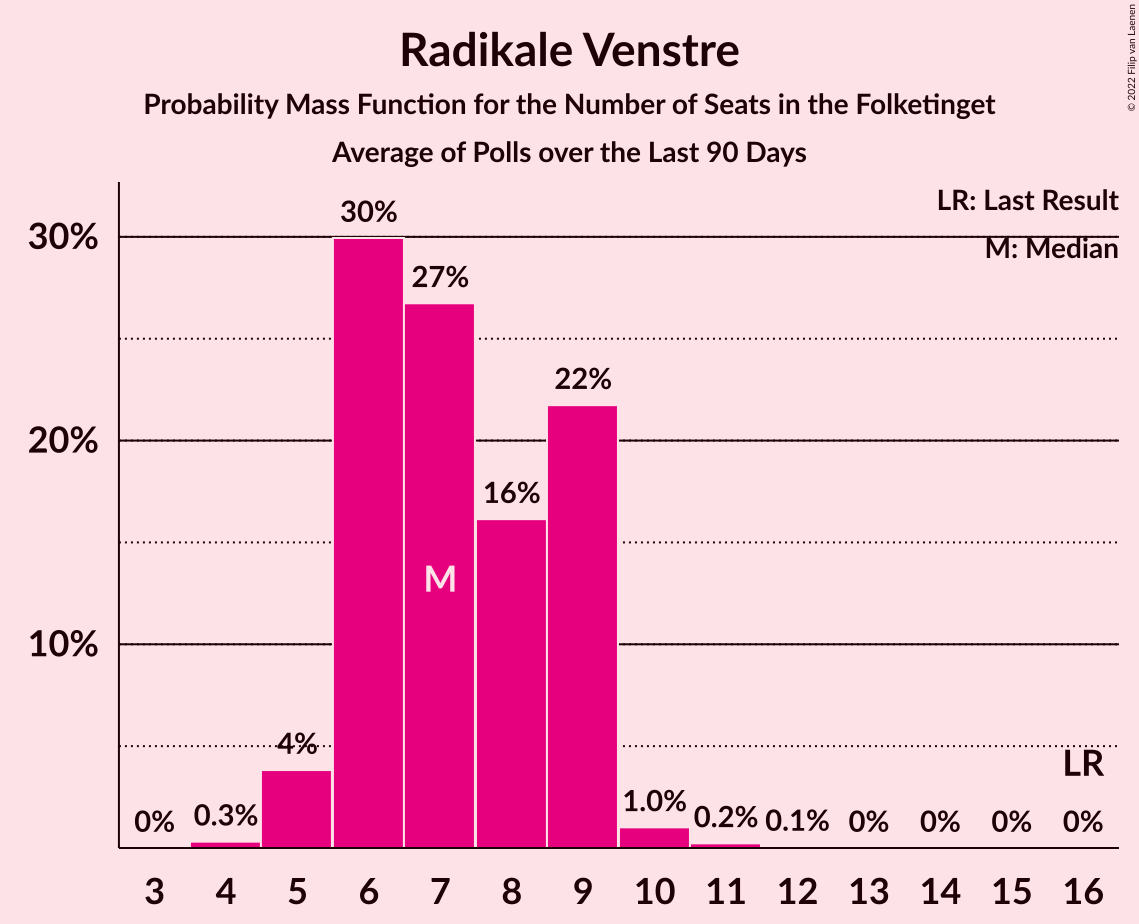 Radikale Venstre
Probability Mass Function for the Number of Seats in the Folketinget
Average of Polls over the Last 90 Days
© 2022 Filip van Laenen
LR: Last Result
M: Median
30%
20%
10%
0%
0.3%
4%
30%
27%
16%
22%
1.0%
0.2%
0.1%
0%
0%
0%
0%
M
LR
3 4 5 6 7 8 9 10 11 12 13 14 15 16